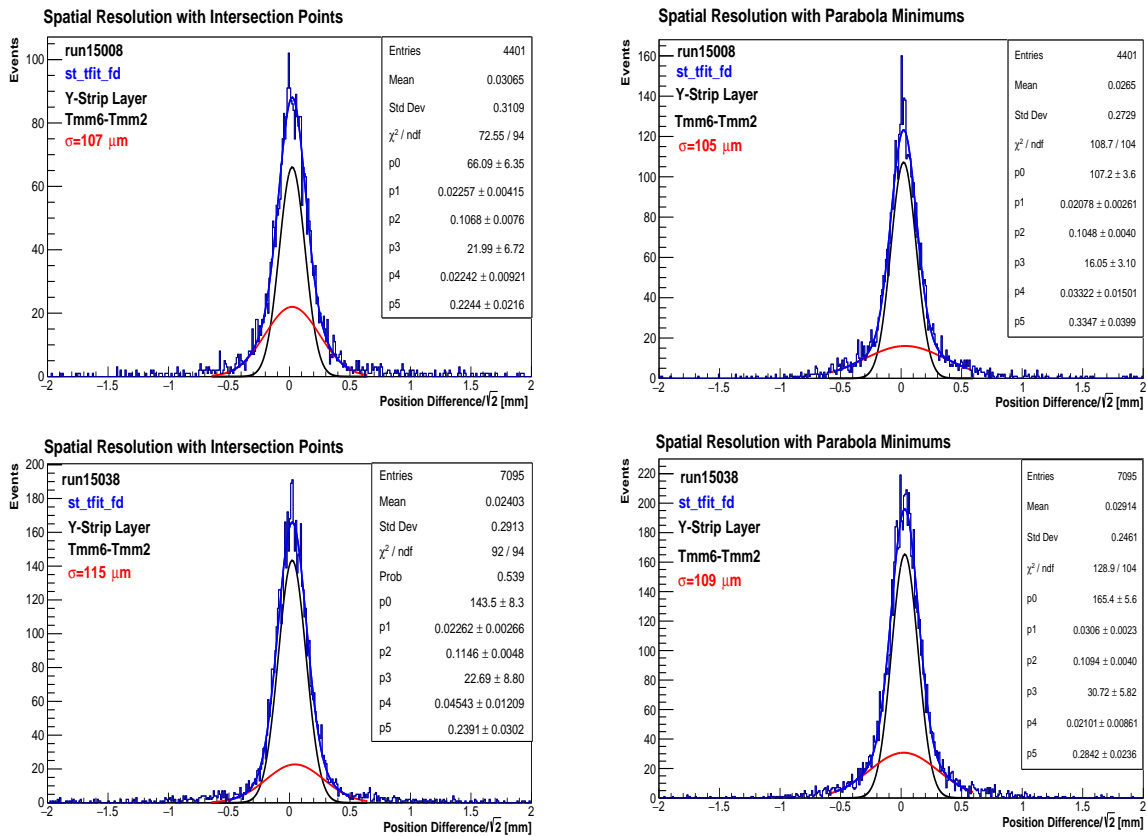 Spatial Resolution with Intersection Points
Events
run15008
st_tfit_fd
Y-Strip Layer
Tmm6-Tmm2
σ=107 μm
Entries 4401
Mean 0.03065
Std Dev 0.3109
χ² / ndf 72.55 / 94
p0 66.09 ± 6.35
p1 0.02257 ± 0.00415
p2 0.1068 ± 0.0076
p3 21.99 ± 6.72
p4 0.02242 ± 0.00921
p5 0.2244 ± 0.0216
100
80
60
40
20
0
−2 −1.5 −1 −0.5 0 0.5 1 1.5 2
Position Difference/√2 [mm]
Spatial Resolution with Parabola Minimums
Events
run15008
st_tfit_fd
Y-Strip Layer
Tmm6-Tmm2
σ=105 μm
Entries 4401
Mean 0.0265
Std Dev 0.2729
χ² / ndf 108.7 / 104
p0 107.2 ± 3.6
p1 0.02078 ± 0.00261
p2 0.1048 ± 0.0040
p3 16.05 ± 3.10
p4 0.03322 ± 0.01501
p5 0.3347 ± 0.0399
160
140
120
100
80
60
40
20
0
−2 −1.5 −1 −0.5 0 0.5 1 1.5 2
Position Difference/√2 [mm]
Spatial Resolution with Intersection Points
Events
run15038
st_tfit_fd
Y-Strip Layer
Tmm6-Tmm2
σ=115 μm
Entries 7095
Mean 0.02403
Std Dev 0.2913
χ² / ndf 92 / 94
Prob 0.539
p0 143.5 ± 8.3
p1 0.02262 ± 0.00266
p2 0.1146 ± 0.0048
p3 22.69 ± 8.80
p4 0.04543 ± 0.01209
p5 0.2391 ± 0.0302
200
180
160
140
120
100
80
60
40
20
0
−2 −1.5 −1 −0.5 0 0.5 1 1.5 2
Position Difference/√2 [mm]
Spatial Resolution with Parabola Minimums
Events
run15038
st_tfit_fd
Y-Strip Layer
Tmm6-Tmm2
σ=109 μm
Entries 7095
Mean 0.02914
Std Dev 0.2461
χ² / ndf 128.9 / 104
p0 165.4 ± 5.6
p1 0.0306 ± 0.0023
p2 0.1094 ± 0.0040
p3 30.72 ± 5.82
p4 0.02101 ± 0.00861
p5 0.2842 ± 0.0236
220
200
180
160
140
120
100
80
60
40
20
0
−2 −1.5 −1 −0.5 0 0.5 1 1.5 2
Position Difference/√2 [mm]